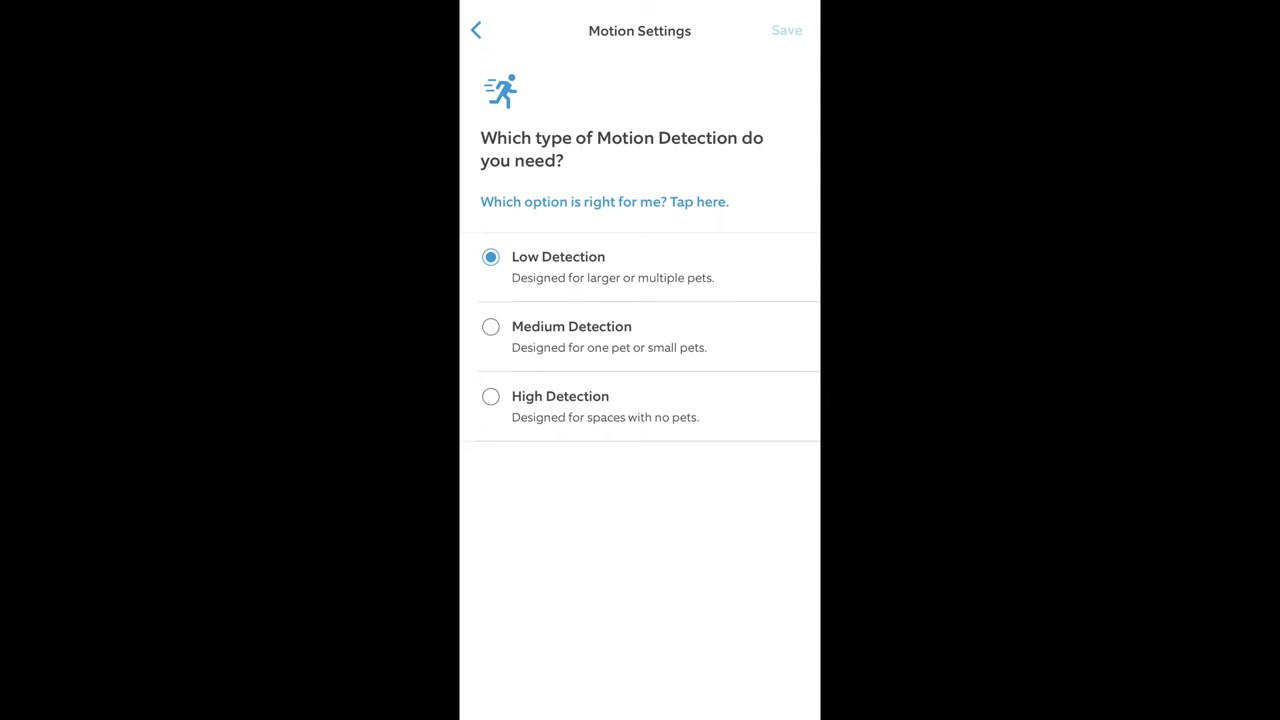 Motion Settings
Save
Which type of Motion Detection do
you need?
Which option is right for me? Tap here.
Low Detection
Designed for larger or multiple pets.
Medium Detection
Designed for one pet or small pets.
High Detection
Designed for spaces with no pets.